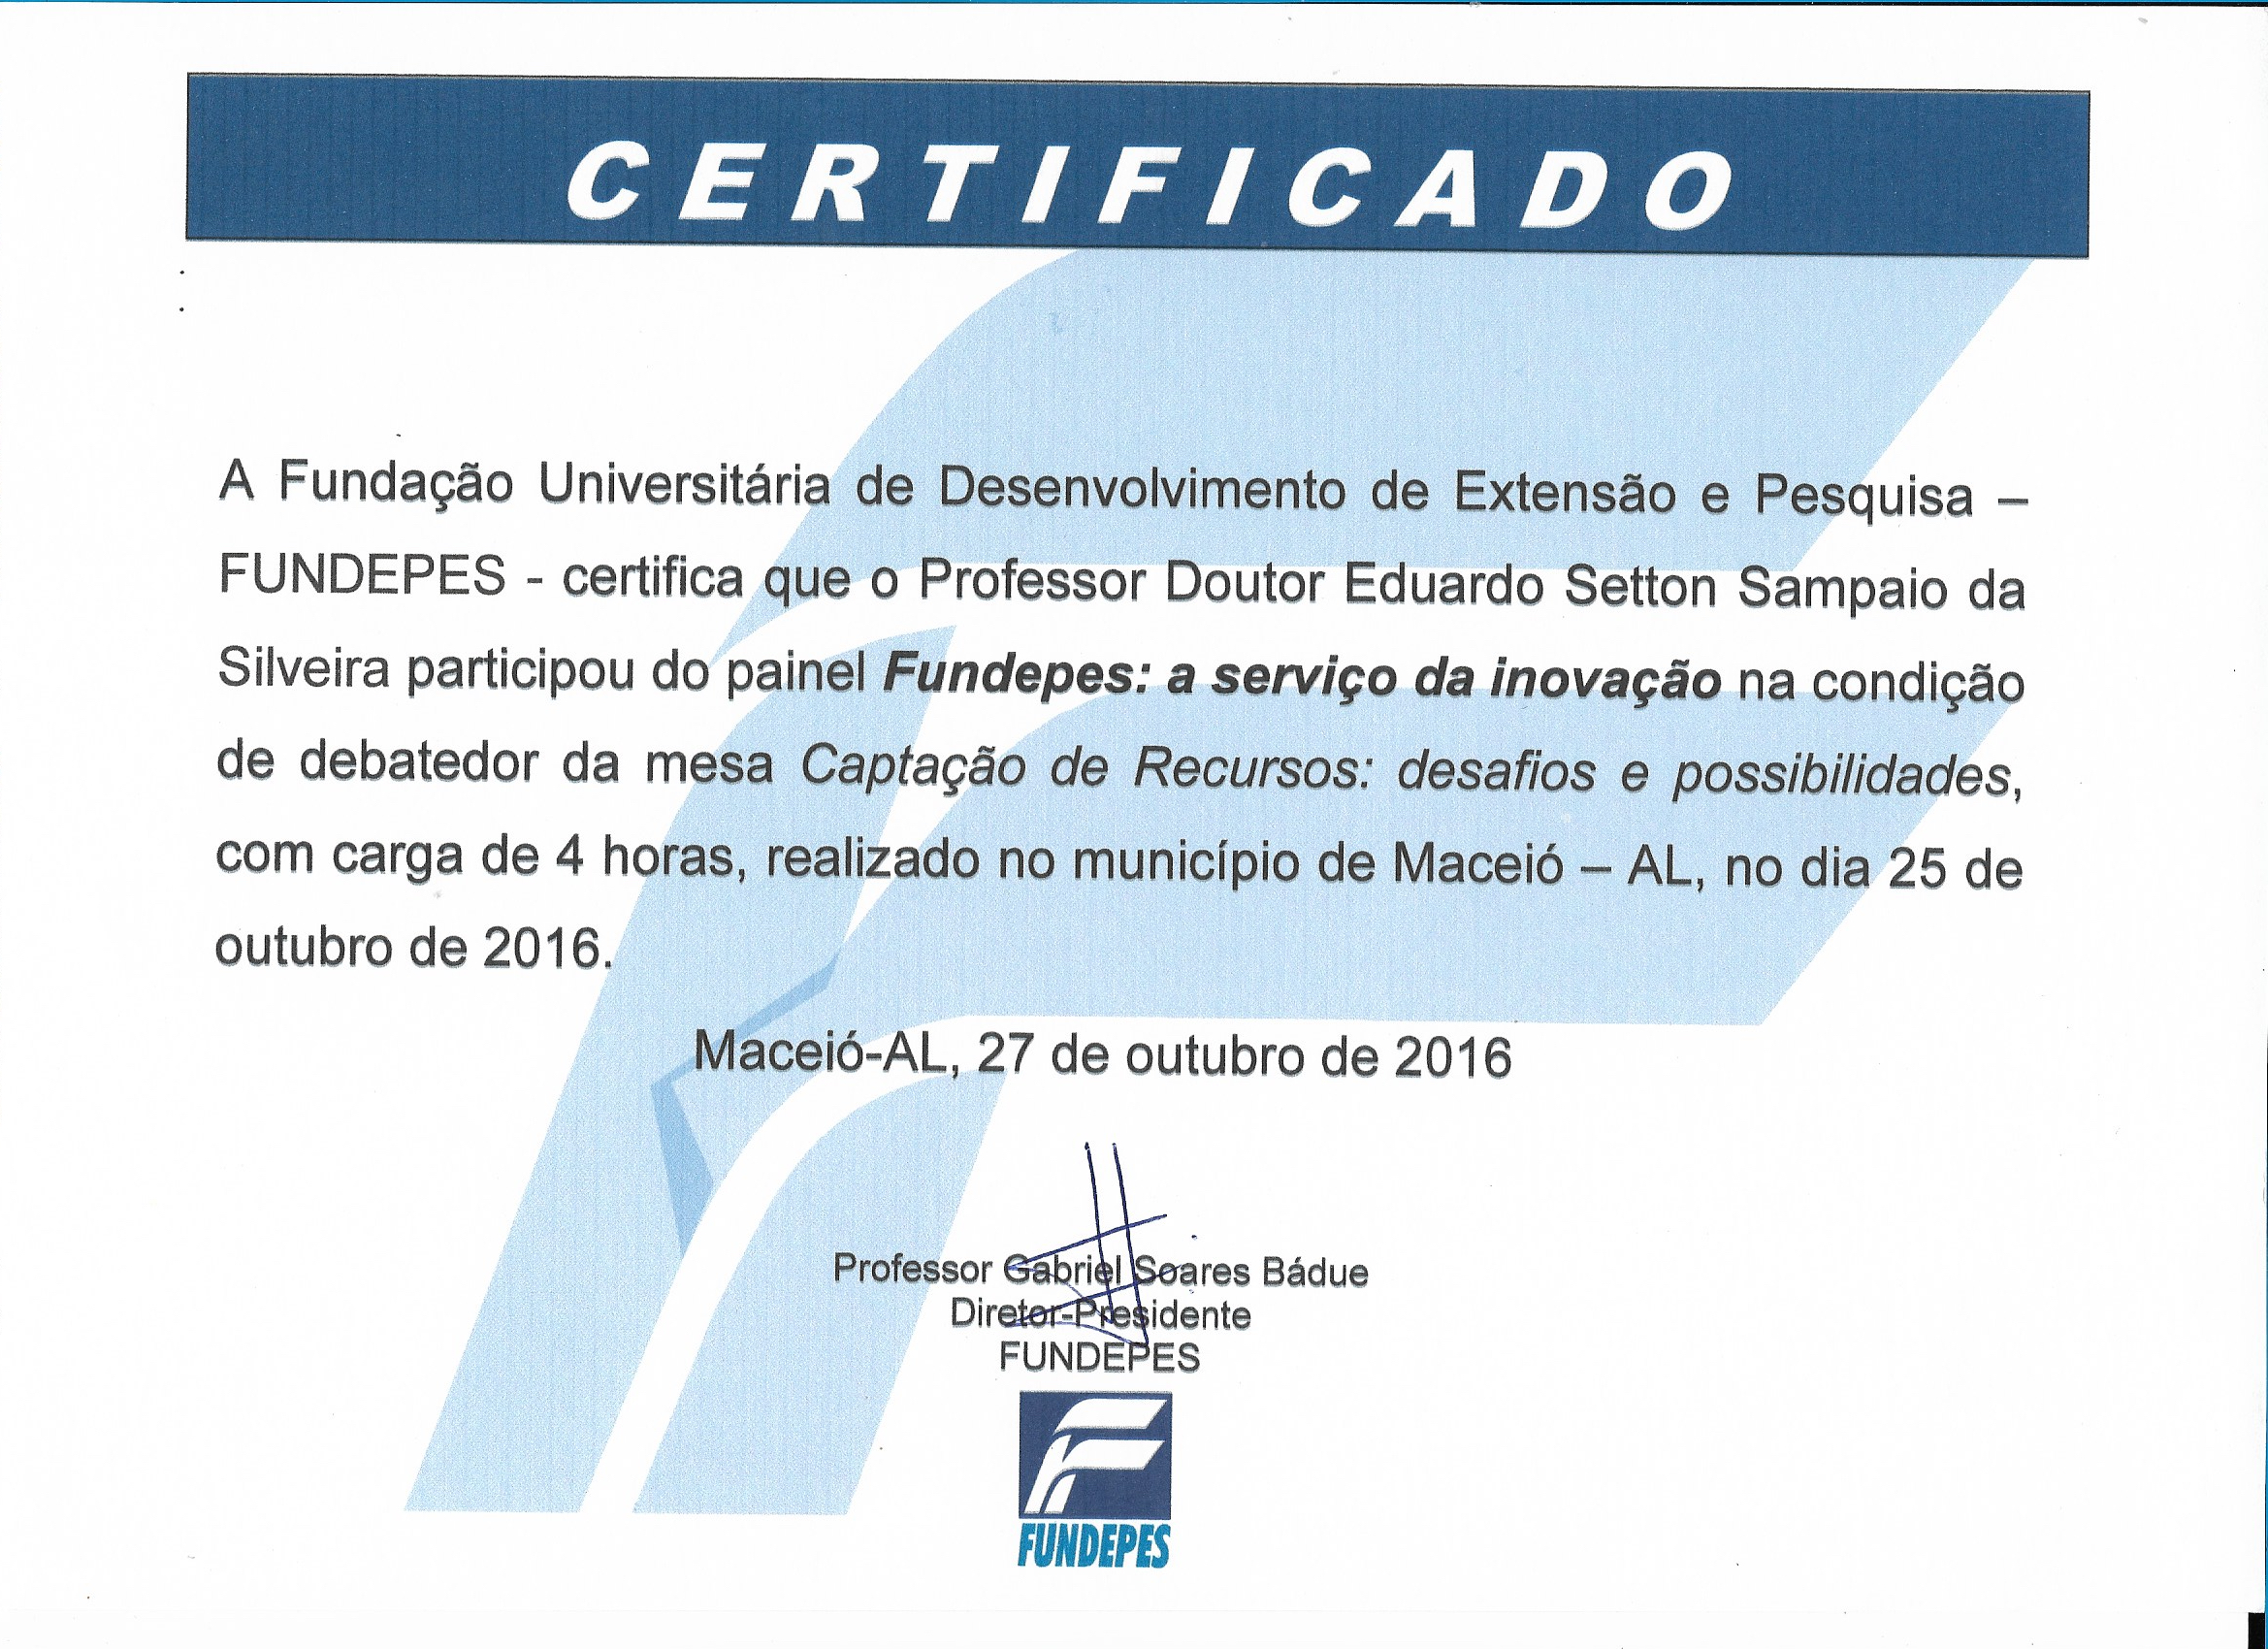 CERTIFICADO
A Fundação Universitária de Desenvolvimento de Extensão e Pesquisa –
FUNDEPES - certifica que o Professor Doutor Eduardo Setton Sampaio da
Silveira participou do painel Fundepes: a serviço da inovação na condição
de debatedor da mesa Captação de Recursos: desafios e possibilidades,
com carga de 4 horas, realizado no município de Maceió – AL, no dia 25 de
outubro de 2016.
Maceió-AL, 27 de outubro de 2016
Professor Gabriel Soares Bádue
Diretor-Presidente
FUNDEPES
FUNDEPES